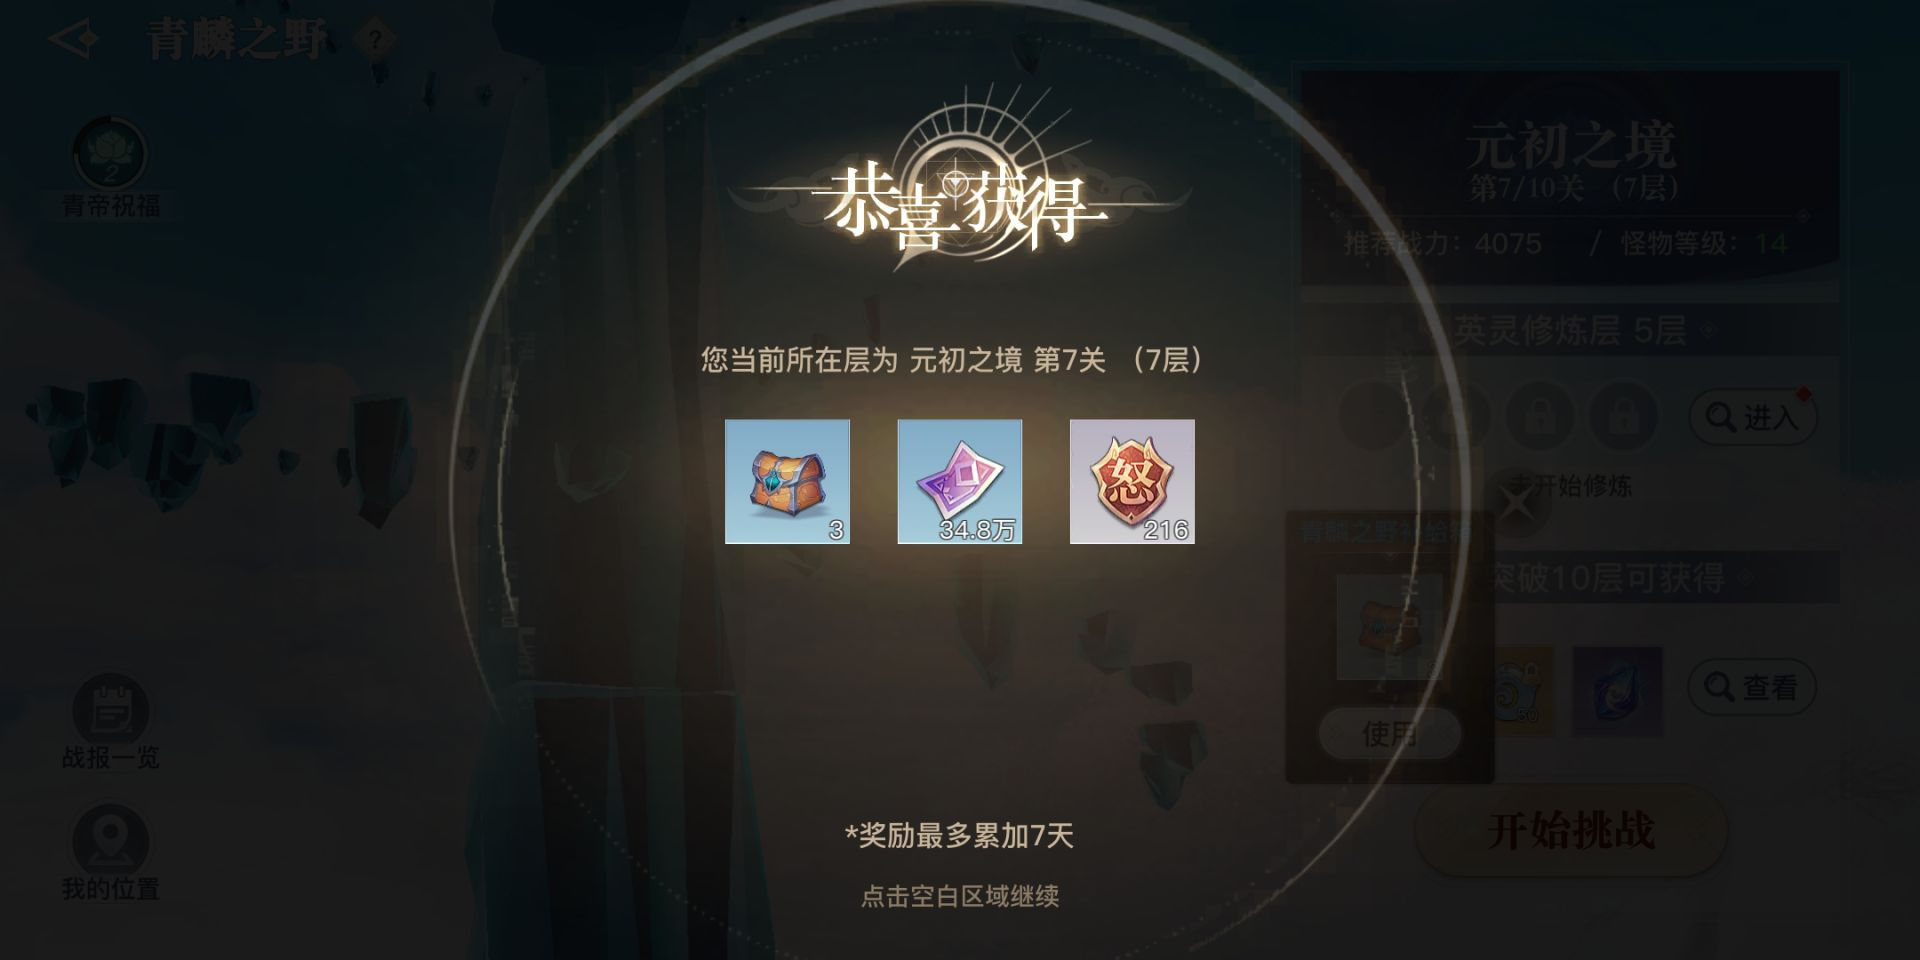 青麟之野
?
2
青帝祝福
恭喜获得
您当前所在层为 元初之境 第7关 （7层）
3
34.8万
怒
216
*奖励最多累加7天
点击空白区域继续
战报一览
我的位置
元初之境
第7/10关 （7层）
推荐战力：4075 / 怪物等级：14
英灵修炼层 5层
进入
未开始修炼
青麟之野补给箱
3
使用
突破10层可获得
50
查看
开始挑战